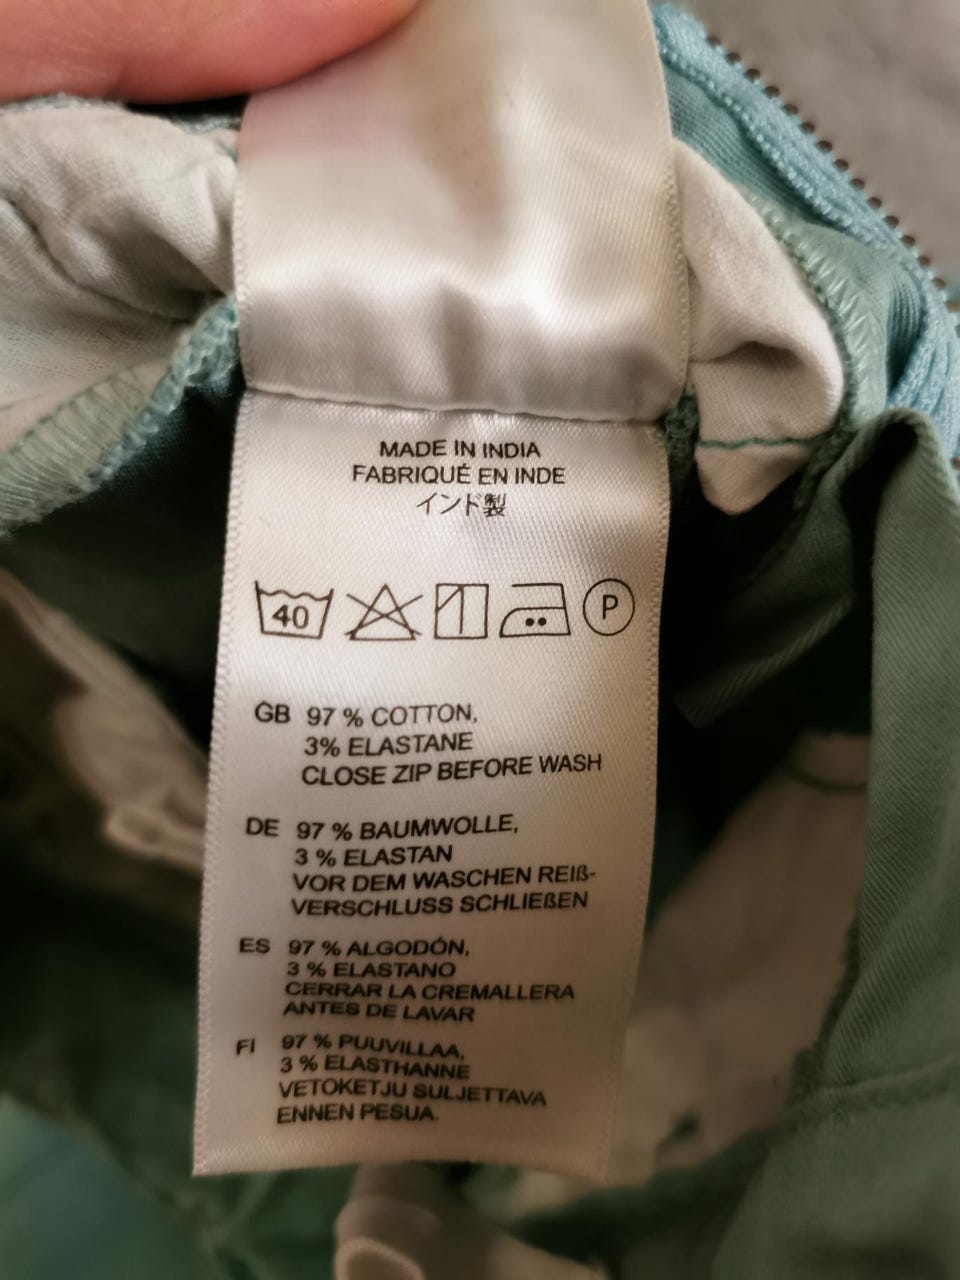 MADE IN INDIA
FABRIQUÉ EN INDE
インド製
40 P
GB 97 % COTTON,
3% ELASTANE
CLOSE ZIP BEFORE WASH
DE 97 % BAUMWOLLE,
3 % ELASTAN
VOR DEM WASCHEN REIß-
VERSCHLUSS SCHLIEßEN
ES 97 % ALGODÓN,
3 % ELASTANO
CERRAR LA CREMALLERA
ANTES DE LAVAR
FI 97 % PUUVILLAA,
3 % ELASTHANNE
VETOKETJU SULJETTAVA
ENNEN PESUA.